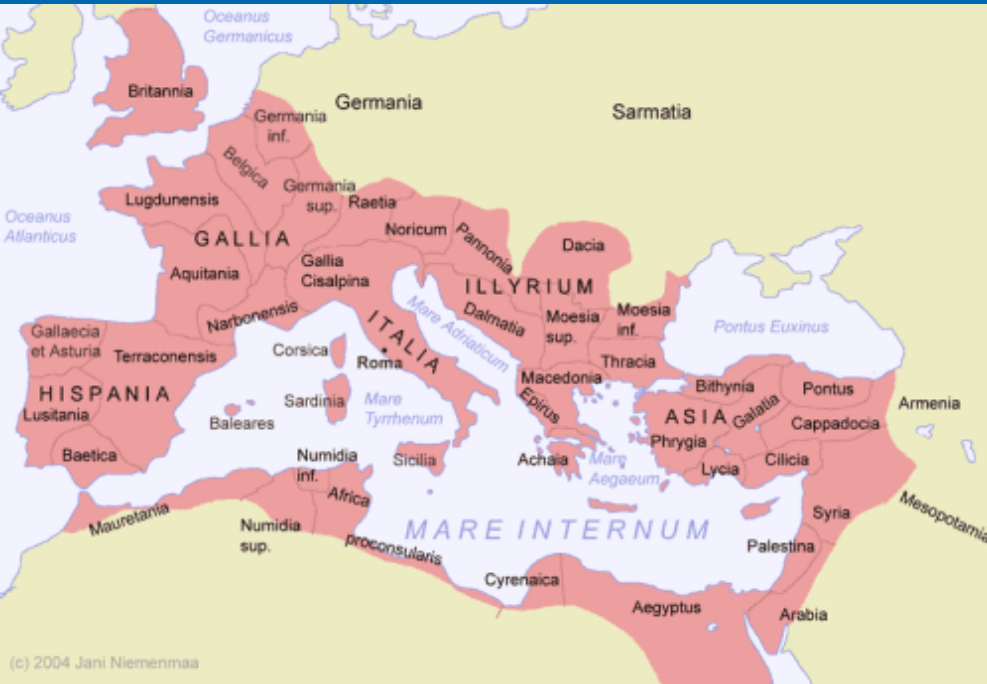 Oceanus
Germanicus
Britannia
Germania
Sarmatia
Germania
inf.
Belgica
Germania
sup.
Lugdunensis
Raetia
Oceanus
Atlanticus
GALLIA
Noricum
Pannonia
Dacia
Aquitania
Gallia
Cisalpina
ILLYRIUM
Narbonensis
Mare Adriaticum
Dalmatia
Moesia
sup.
Moesia
inf.
Pontus Euxinus
Gallaecia
et Asturia
Terraconensis
Corsica
ITALIA
Roma
Thracia
HISPANIA
Lusitania
Sardinia
Mare
Tyrrhenum
Macedonia
Epirus
Bithynia
Pontus
Armenia
Baleares
ASIA
Galatia
Cappadocia
Phrygia
Baetica
Numidia
inf.
Sicilia
Achaia
Mare
Aegaeum
Lycia
Cilicia
Africa
Mauretania
Numidia
sup.
proconsularis
MARE INTERNUM
Syria
Mesopotamia
Palestina
Cyrenaica
Aegyptus
Arabia
(c) 2004 Jani Niemenmaa